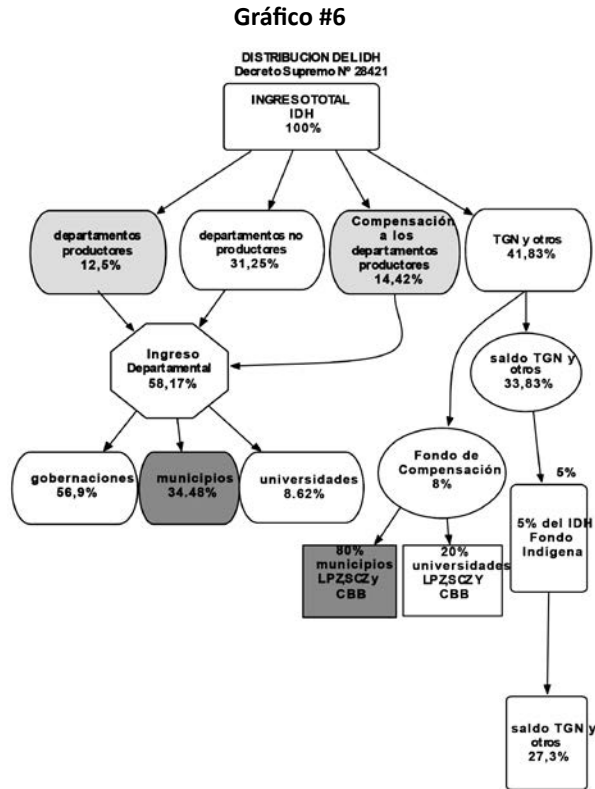 Gráfico #6
DISTRIBUCION DEL IDH
Decreto Supremo Nº 28421
INGRESO TOTAL
IDH
100%
departamentos
productores
12,5%
departamentos no
productores
31,25%
Compensación
a los
departamentos
productores
14,42%
TGN y otros
41,83%
Ingreso
Departamental
58,17%
saldo TGN y
otros
33,83%
gobernaciones
56,9%
municipios
34.48%
universidades
8.62%
Fondo de
Compensación
8%
5%
5% del IDH
Fondo
Indígena
80%
municipios
LPZ,SCZ y
CBB
20%
universidades
LPZ,SCZ Y
CBB
saldo TGN y
otros
27,3%